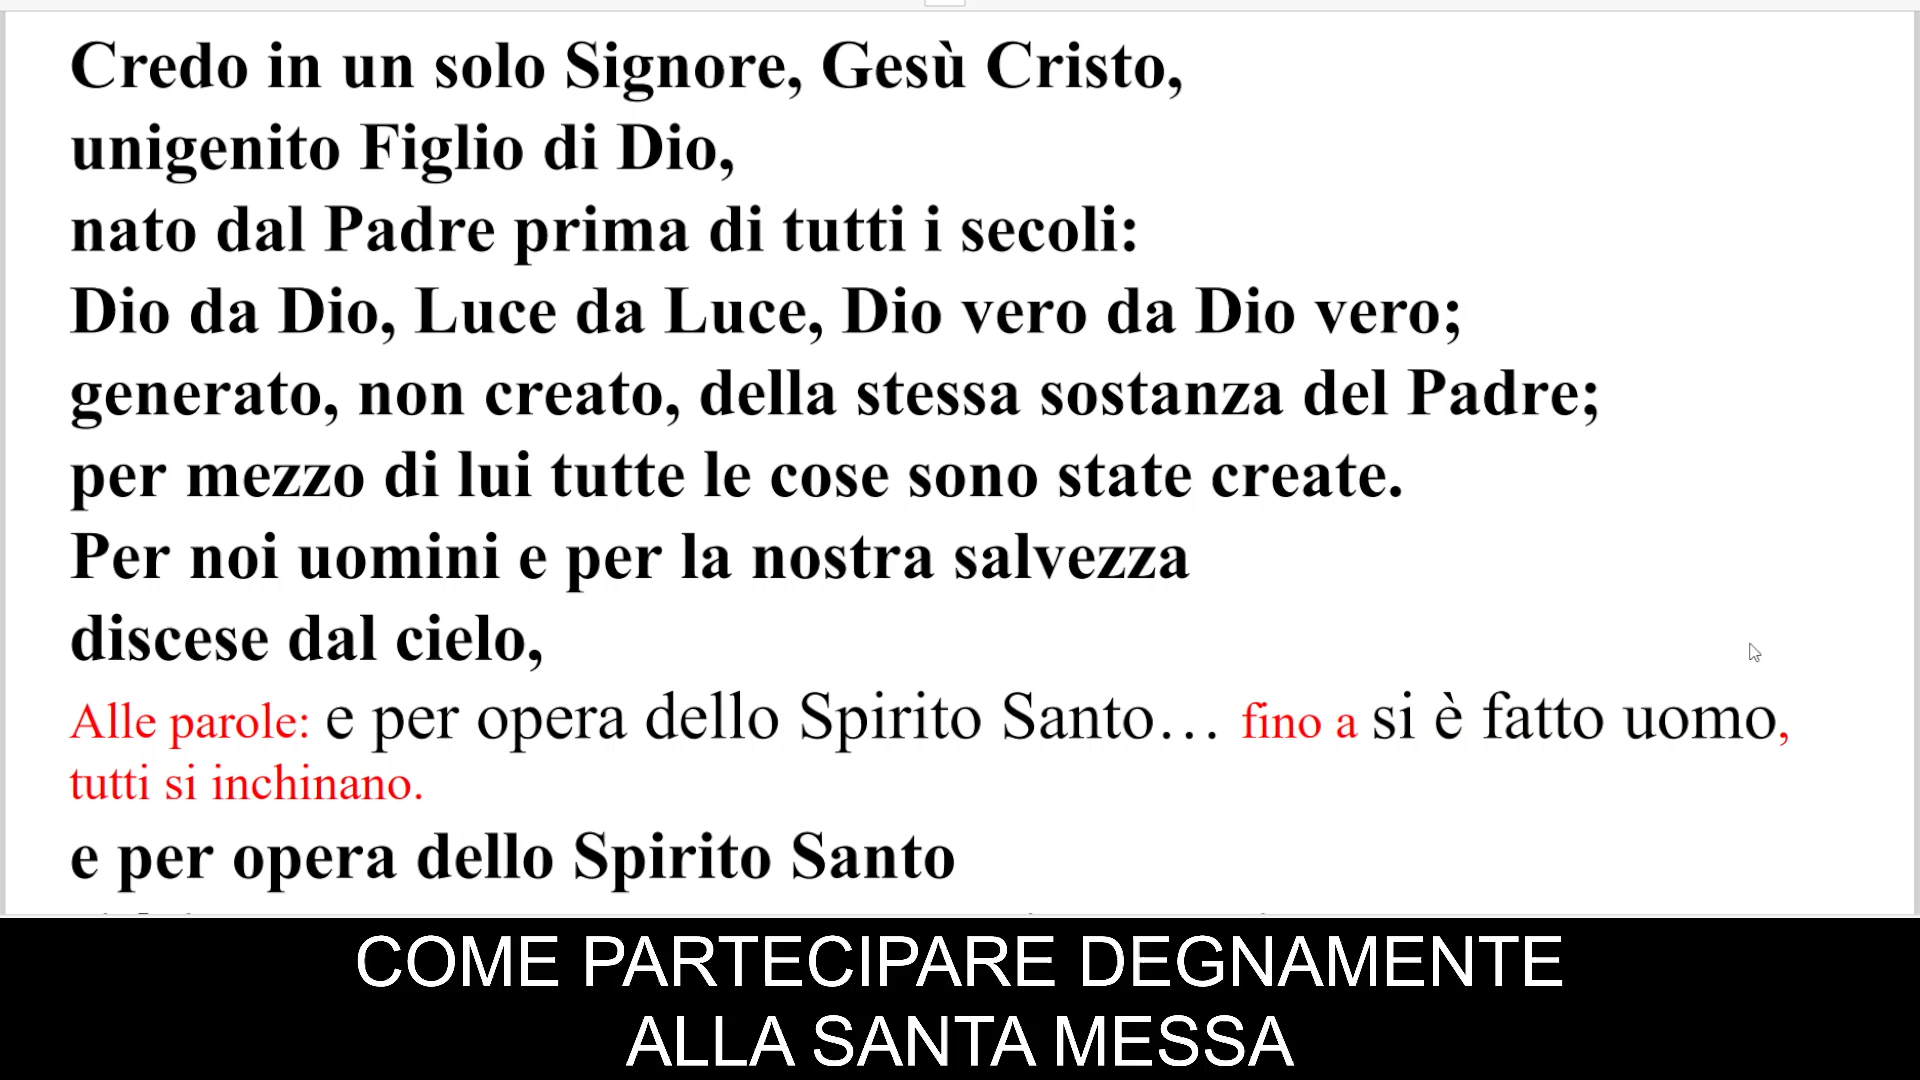 Credo in un solo Signore, Gesù Cristo,
unigenito Figlio di Dio,
nato dal Padre prima di tutti i secoli:
Dio da Dio, Luce da Luce, Dio vero da Dio vero;
generato, non creato, della stessa sostanza del Padre;
per mezzo di lui tutte le cose sono state create.
Per noi uomini e per la nostra salvezza
discese dal cielo,
Alle parole: e per opera dello Spirito Santo… fino a si è fatto uomo,
tutti si inchinano.
e per opera dello Spirito Santo
COME PARTECIPARE DEGNAMENTE
ALLA SANTA MESSA